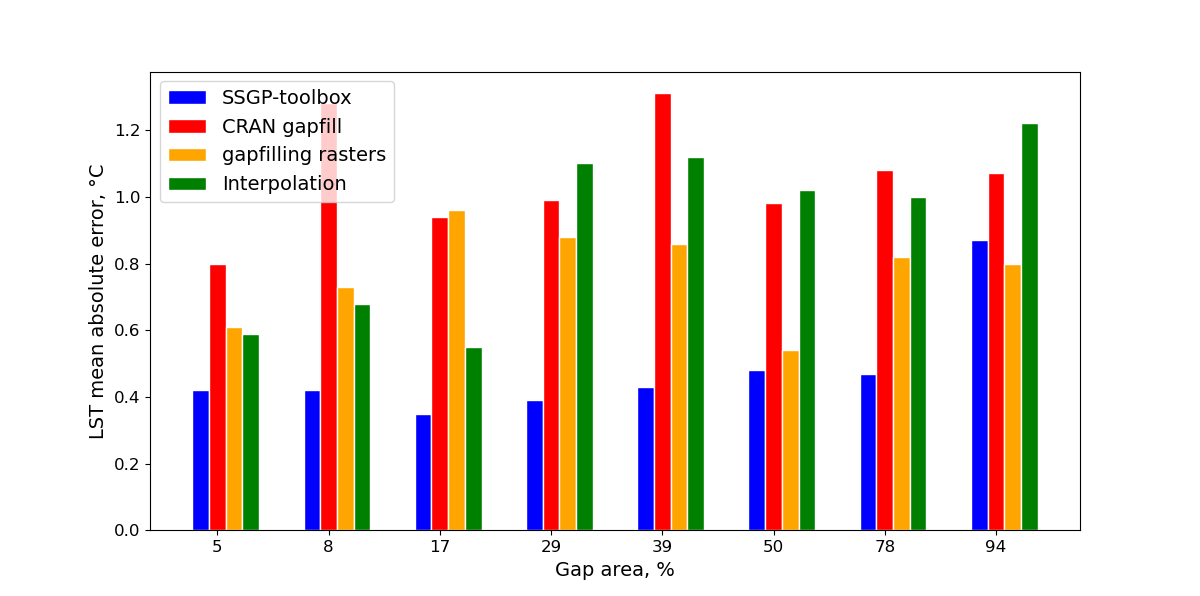 SSGP-toolbox
CRAN gapfill
gapfilling rasters
Interpolation
LST mean absolute error, °C
1.2
1.0
0.8
0.6
0.4
0.2
0.0
5 8 17 29 39 50 78 94
Gap area, %